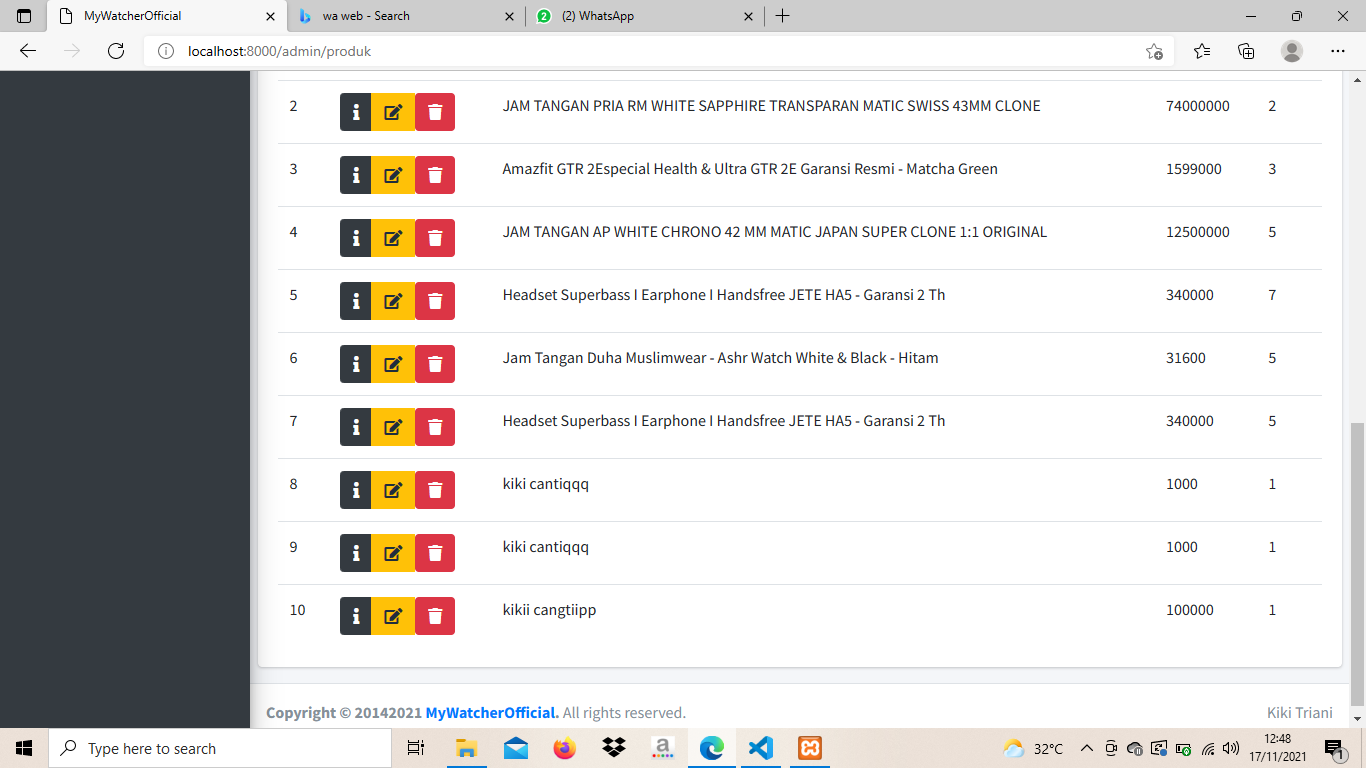 MyWatcherOfficial
wa web - Search
2 (2) WhatsApp
localhost:8000/admin/produk
2 JAM TANGAN PRIA RM WHITE SAPPHIRE TRANSPARAN MATIC SWISS 43MM CLONE 74000000 2
3 Amazfit GTR 2Especial Health & Ultra GTR 2E Garansi Resmi - Matcha Green 1599000 3
4 JAM TANGAN AP WHITE CHRONO 42 MM MATIC JAPAN SUPER CLONE 1:1 ORIGINAL 12500000 5
5 Headset Superbass I Earphone I Handsfree JETE HA5 - Garansi 2 Th 340000 7
6 Jam Tangan Duha Muslimwear - Ashr Watch White & Black - Hitam 31600 5
7 Headset Superbass I Earphone I Handsfree JETE HA5 - Garansi 2 Th 340000 5
8 kiki cantiqqq 1000 1
9 kiki cantiqqq 1000 1
10 kikii cangtiipp 100000 1
Copyright © 20142021 MyWatcherOfficial. All rights reserved. Kiki Triani
Type here to search
a
32°C
12:48
17/11/2021
1